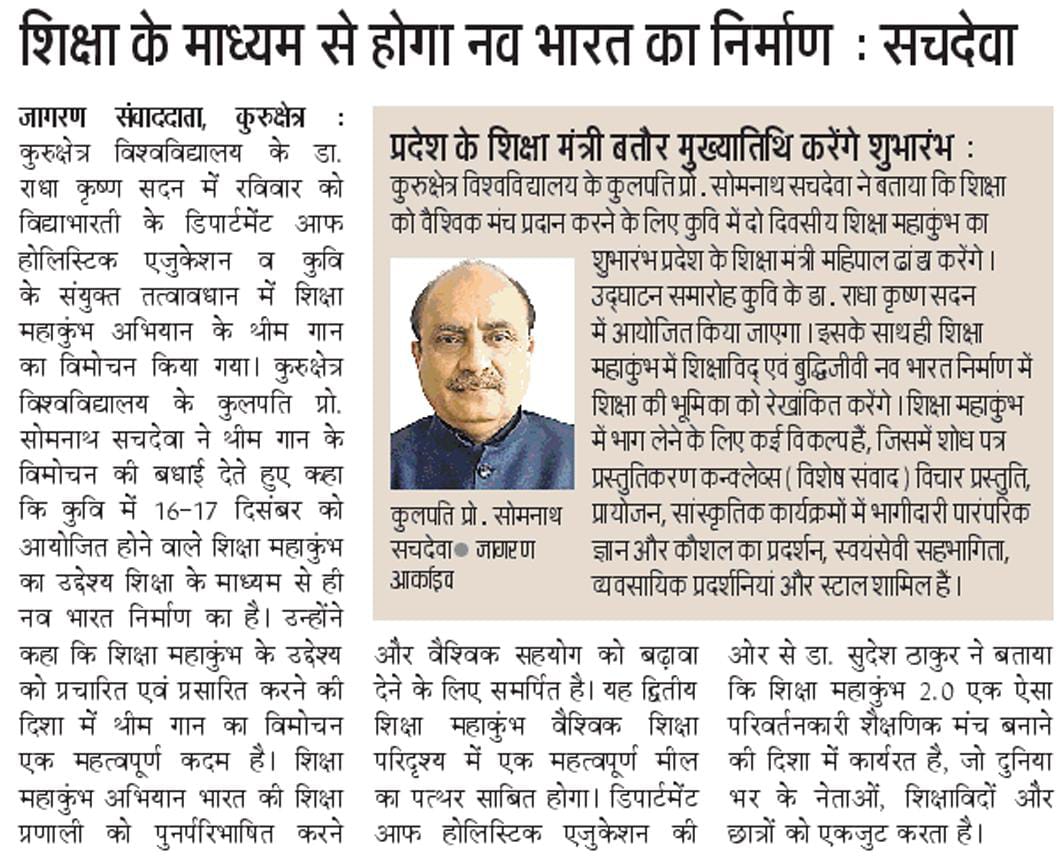 शिक्षा के माध्यम से होगा नव भारत का निर्माण : सचदेवा
जागरण संवाददाता, कुरुक्षेत्र :
कुरुक्षेत्र विश्वविद्यालय के डा.
राधा कृष्ण सदन में रविवार को
विद्याभारती के डिपार्टमेंट आफ
होलिस्टिक एजुकेशन व कुवि
के संयुक्त तत्वावधान में शिक्षा
महाकुंभ अभियान के थीम गान
का विमोचन किया गया। कुरुक्षेत्र
विश्वविद्यालय के कुलपति प्रो.
सोमनाथ सचदेवा ने थीम गान के
विमोचन की बधाई देते हुए कहा
कि कुवि में 16-17 दिसंबर को
आयोजित होने वाले शिक्षा महाकुंभ
का उद्देश्य शिक्षा के माध्यम से ही
नव भारत निर्माण का है। उन्होंने
कहा कि शिक्षा महाकुंभ के उद्देश्य
को प्रचारित एवं प्रसारित करने की
दिशा में थीम गान का विमोचन
एक महत्वपूर्ण कदम है। शिक्षा
महाकुंभ अभियान भारत की शिक्षा
प्रणाली को पुनर्परिभाषित करने
प्रदेश के शिक्षा मंत्री बतौर मुख्यातिथि करेंगे शुभारंभ :
कुरुक्षेत्र विश्वविद्यालय के कुलपति प्रो. सोमनाथ सचदेवा ने बताया कि शिक्षा
को वैश्विक मंच प्रदान करने के लिए कुवि में दो दिवसीय शिक्षा महाकुंभ का
शुभारंभ प्रदेश के शिक्षा मंत्री महिपाल ढांडा करेंगे।
उद्घाटन समारोह कुवि के डा. राधा कृष्ण सदन
में आयोजित किया जाएगा। इसके साथ ही शिक्षा
महाकुंभ में शिक्षाविद् एवं बुद्धिजीवी नव भारत निर्माण में
शिक्षा की भूमिका को रेखांकित करेंगे। शिक्षा महाकुंभ
में भाग लेने के लिए कई विकल्प हैं, जिसमें शोध पत्र
प्रस्तुतिकरण कन्क्लेव्स (विशेष संवाद) विचार प्रस्तुति,
प्रायोजन, सांस्कृतिक कार्यक्रमों में भागीदारी पारंपरिक
ज्ञान और कौशल का प्रदर्शन, स्वयंसेवी सहभागिता,
व्यवसायिक प्रदर्शनियां और स्टाल शामिल हैं।
कुलपति प्रो. सोमनाथ
सचदेवा● जागरण
आर्काइव
और वैश्विक सहयोग को बढ़ावा
देने के लिए समर्पित है। यह द्वितीय
शिक्षा महाकुंभ वैश्विक शिक्षा
परिदृश्य में एक महत्वपूर्ण मील
का पत्थर साबित होगा। डिपार्टमेंट
आफ होलिस्टिक एजुकेशन की
ओर से डा. सुदेश ठाकुर ने बताया
कि शिक्षा महाकुंभ 2.0 एक ऐसा
परिवर्तनकारी शैक्षणिक मंच बनाने
की दिशा में कार्यरत है, जो दुनिया
भर के नेताओं, शिक्षाविदों और
छात्रों को एकजुट करता है।